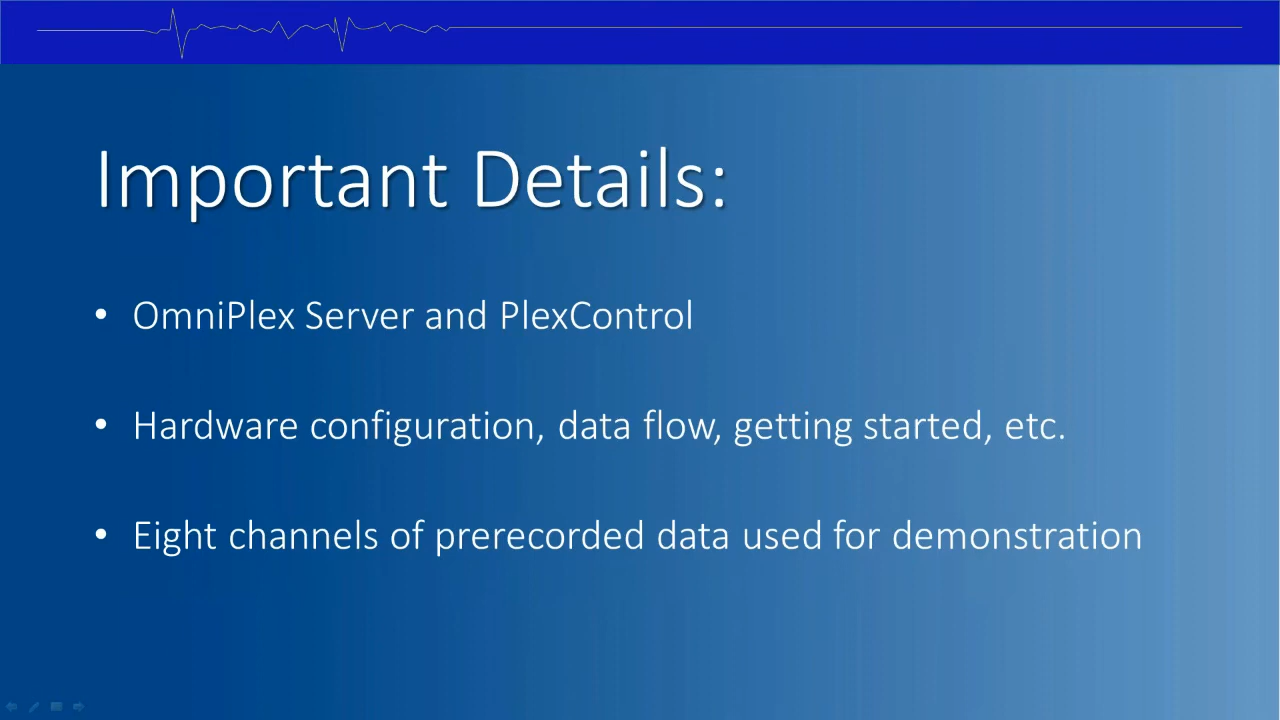 Important Details:
• OmniPlex Server and PlexControl
• Hardware configuration, data flow, getting started, etc.
• Eight channels of prerecorded data used for demonstration